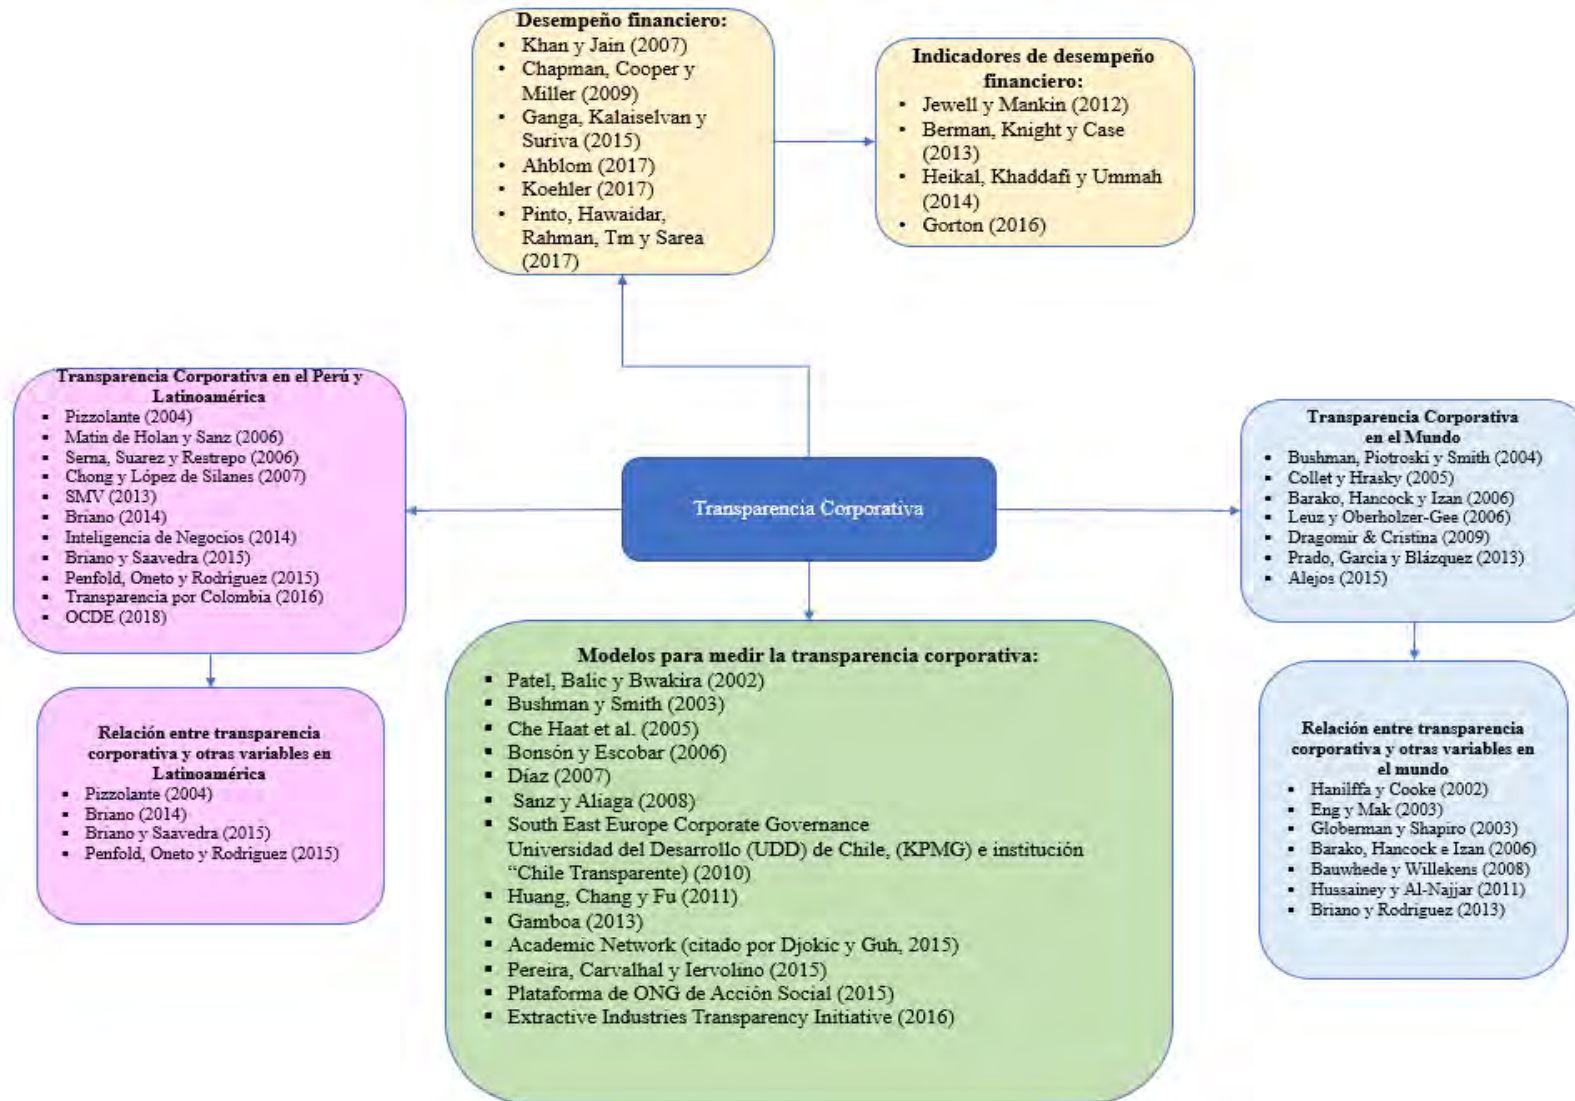 Desempeño financiero:
• Khan y Jain (2007)
• Chapman, Cooper y
Miller (2009)
• Ganga, Kalaiselvan y
Suriya (2015)
• Ahblom (2017)
• Koehler (2017)
• Pinto, Hawaidar,
Rahman, Tm y Sarea
(2017)
Indicadores de desempeño
financiero:
• Jewell y Mankin (2012)
• Berman, Knight y Case
(2013)
• Heikal, Khaddafi y Ummah
(2014)
• Gorton (2016)
Transparencia Corporativa en el Perú y
Latinoamérica
▪ Pizzolante (2004)
▪ Matin de Holan y Sanz (2006)
▪ Serna, Suarez y Restrepo (2006)
▪ Chong y López de Silanes (2007)
▪ SMV (2013)
▪ Briano (2014)
▪ Inteligencia de Negocios (2014)
▪ Briano y Saavedra (2015)
▪ Penfold, Oneto y Rodríguez (2015)
▪ Transparencia por Colombia (2016)
▪ OCDE (2018)
Transparencia Corporativa
Transparencia Corporativa
en el Mundo
▪ Bushman, Piotroski y Smith (2004)
▪ Collet y Hrasky (2005)
▪ Barako, Hancock y Izan (2006)
▪ Leuz y Oberholzer-Gee (2006)
▪ Dragomir & Cristina (2009)
▪ Prado, Garcia y Blázquez (2013)
▪ Alejos (2015)
Relación entre transparencia
corporativa y otras variables en
Latinoamérica
▪ Pizzolante (2004)
▪ Briano (2014)
▪ Briano y Saavedra (2015)
▪ Penfold, Oneto y Rodríguez (2015)
Modelos para medir la transparencia corporativa:
▪ Patel, Balic y Bwakira (2002)
▪ Bushman y Smith (2003)
▪ Che Haat et al. (2005)
▪ Bonsón y Escobar (2006)
▪ Díaz (2007)
▪ Sanz y Aliaga (2008)
▪ South East Europe Corporate Governance
Universidad del Desarrollo (UDD) de Chile, (KPMG) e institución
“Chile Transparente) (2010)
▪ Huang, Chang y Fu (2011)
▪ Gamboa (2013)
▪ Academic Network (citado por Djokic y Guh, 2015)
▪ Pereira, Carvalhal y Iervolino (2015)
▪ Plataforma de ONG de Acción Social (2015)
▪ Extractive Industries Transparency Initiative (2016)
Relación entre transparencia
corporativa y otras variables en
el mundo
▪ Hanilffa y Cooke (2002)
▪ Eng y Mak (2003)
▪ Globerman y Shapiro (2003)
▪ Barako, Hancock e Izan (2006)
▪ Bauwhede y Willekens (2008)
▪ Hussainey y Al-Najjar (2011)
▪ Briano y Rodríguez (2013)